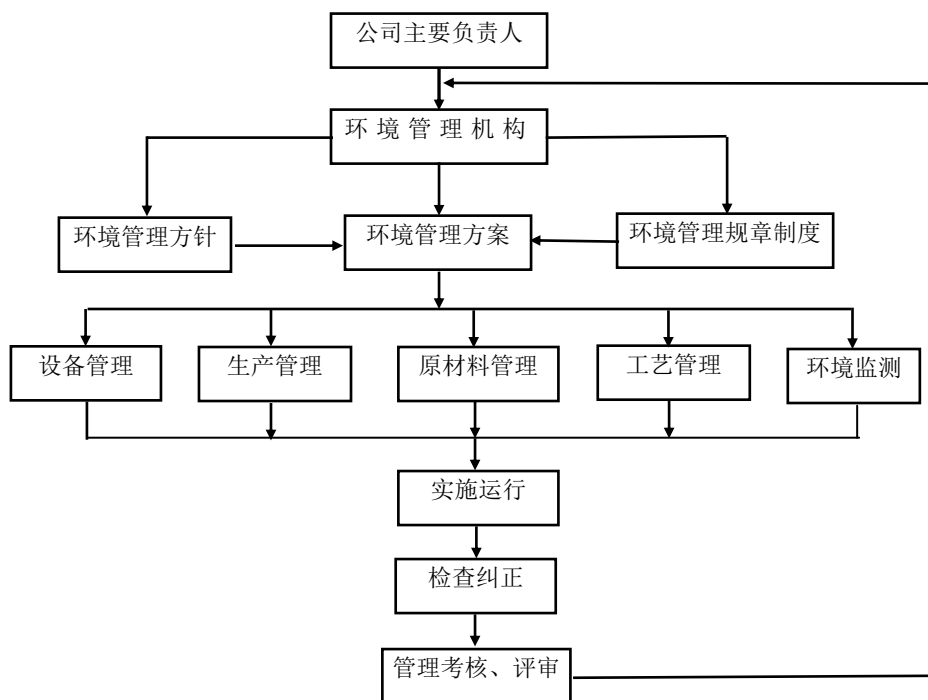 公司主要负责人
环境管理机构
环境管理方针
环境管理方案
环境管理规章制度
设备管理
生产管理
原材料管理
工艺管理
环境监测
实施运行
检查纠正
管理考核、评审